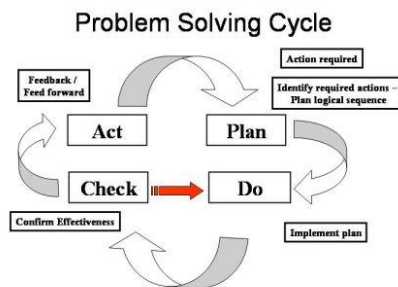 Problem Solving Cycle
Action required
Feedback /
Feed forward
Identify required actions –
Plan logical sequence
Act
Plan
Check
Do
Confirm Effectiveness
Implement plan